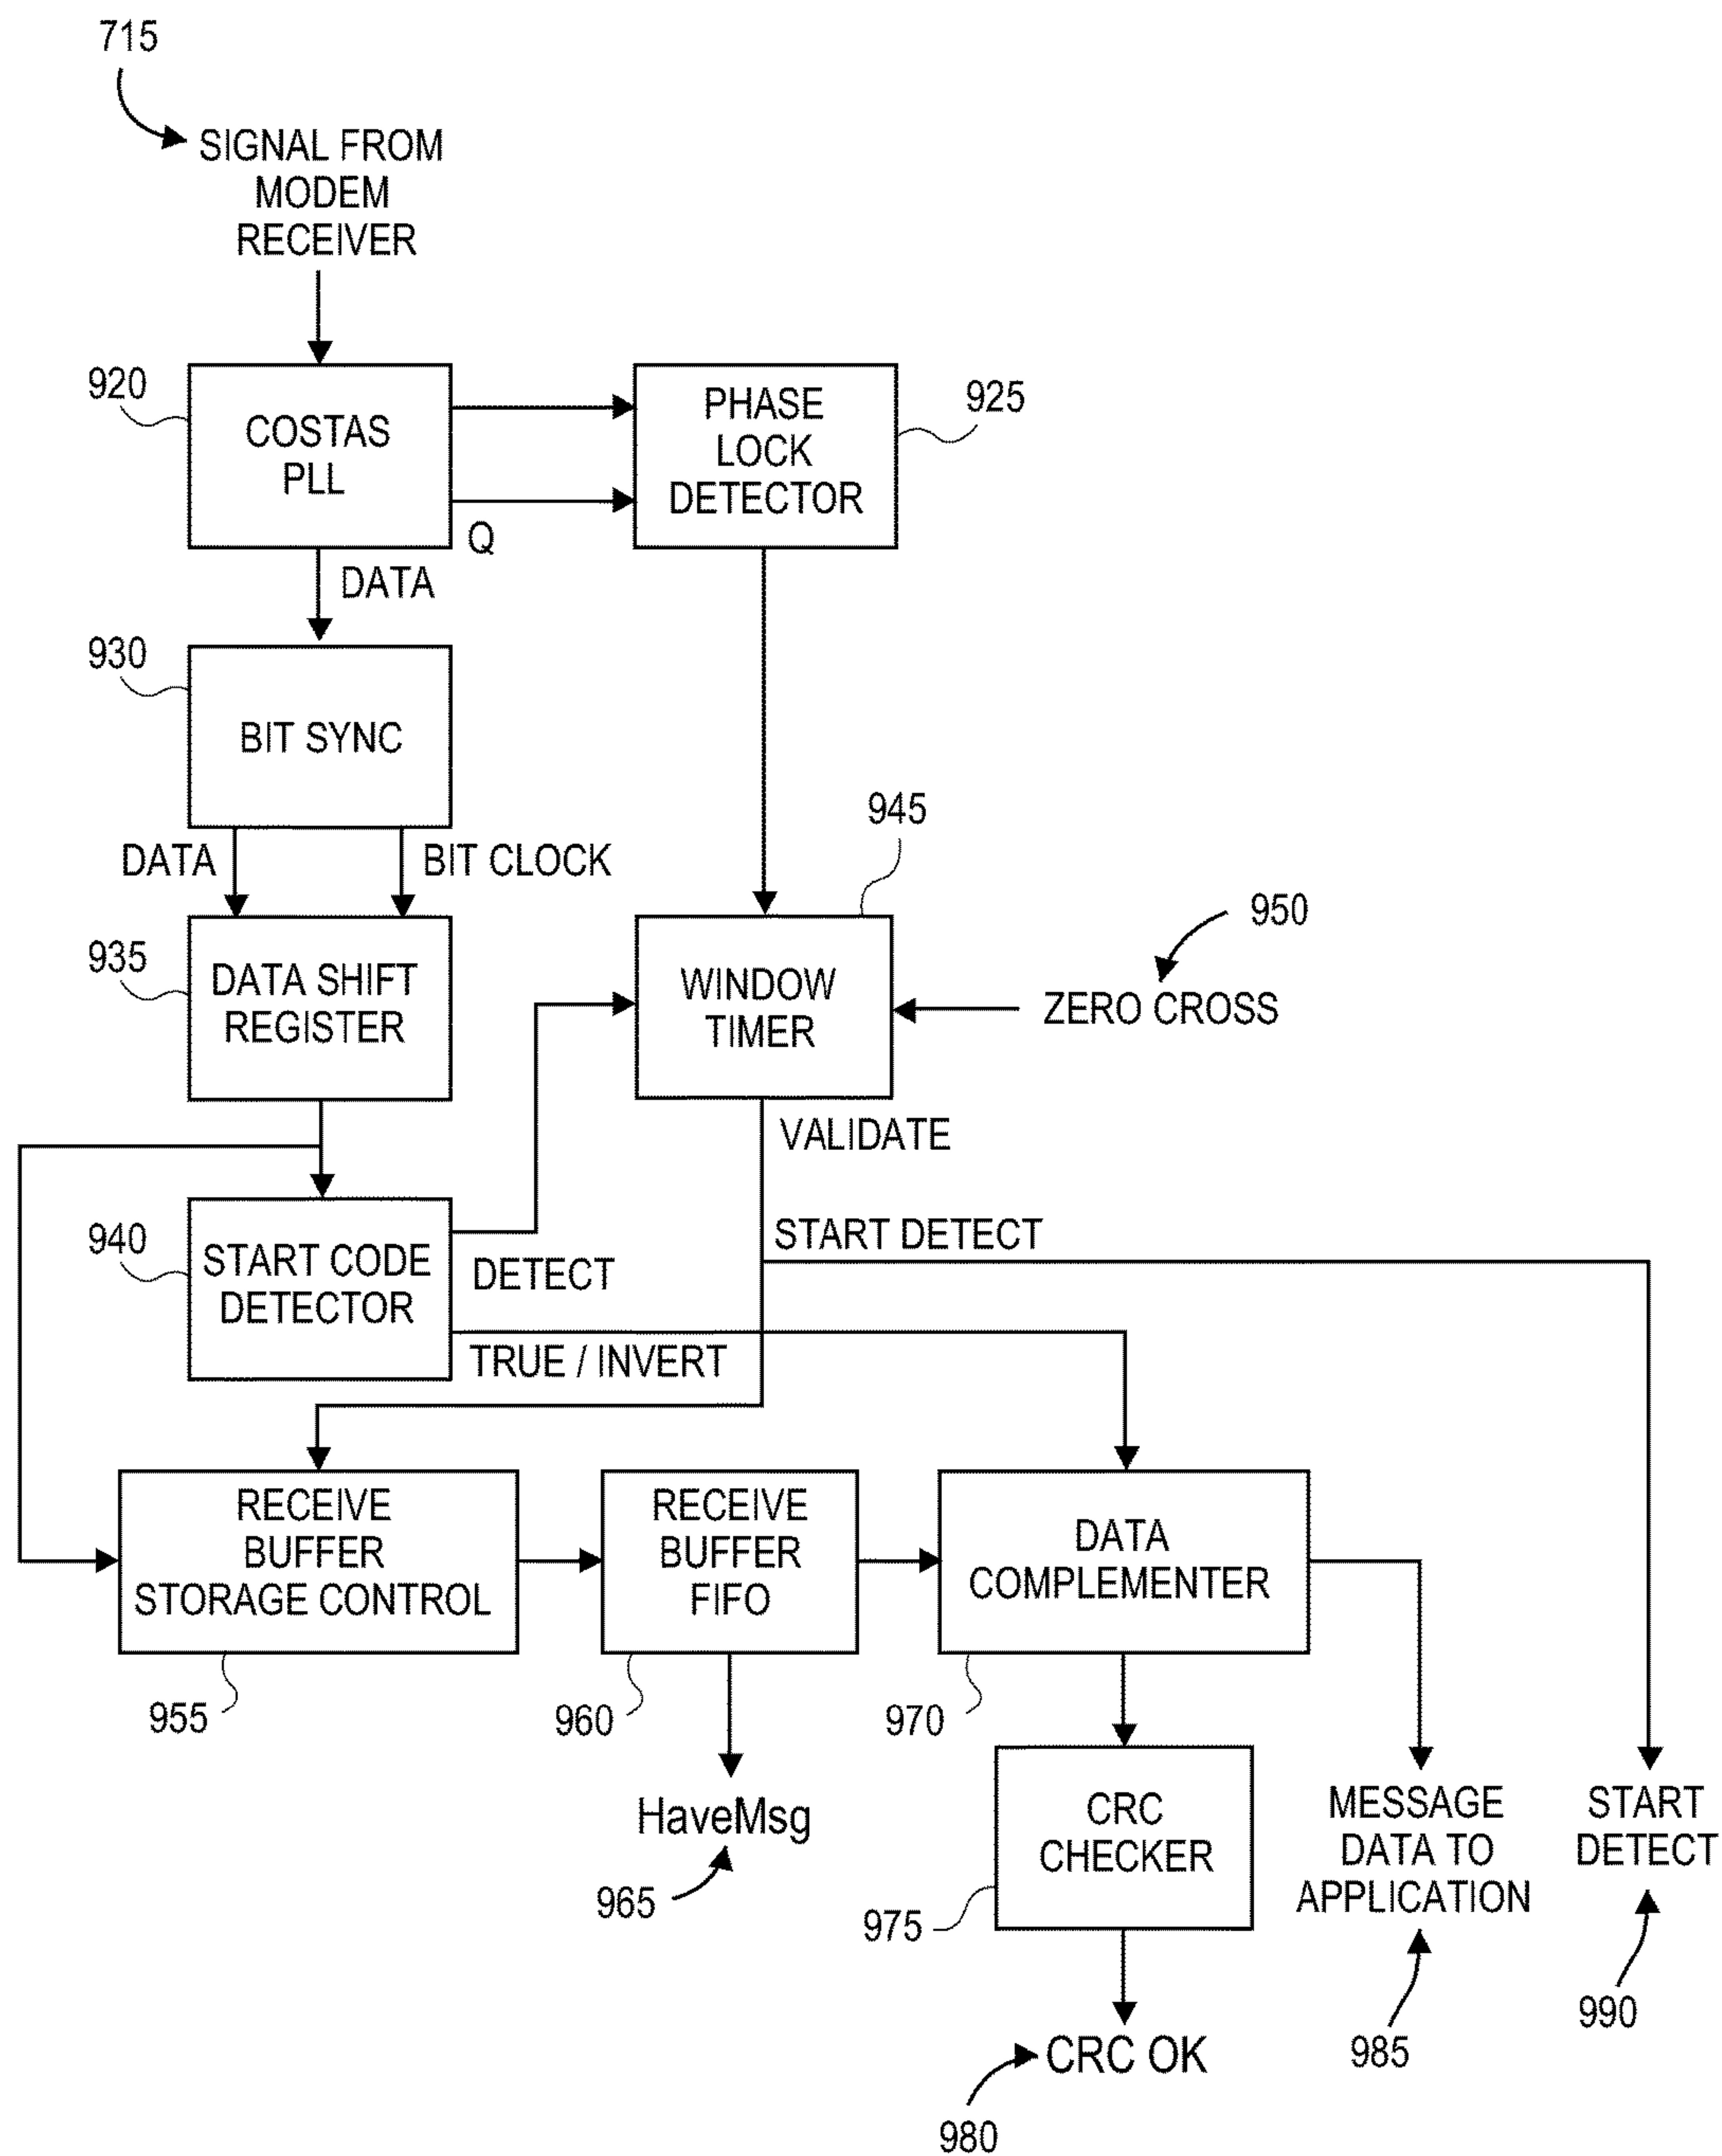 715
SIGNAL FROM
MODEM
RECEIVER
920
COSTAS
PLL
PHASE
LOCK
DETECTOR
925
Q
DATA
930
BIT SYNC
DATA
BIT CLOCK
945
950
935
DATA SHIFT
REGISTER
WINDOW
TIMER
ZERO CROSS
VALIDATE
940
START CODE
DETECTOR
DETECT
START DETECT
TRUE / INVERT
RECEIVE
BUFFER
STORAGE CONTROL
RECEIVE
BUFFER
FIFO
DATA
COMPLEMENTER
955
960
970
HaveMsg
965
CRC
CHECKER
975
MESSAGE
DATA TO
APPLICATION
START
DETECT
985
990
CRC OK
980